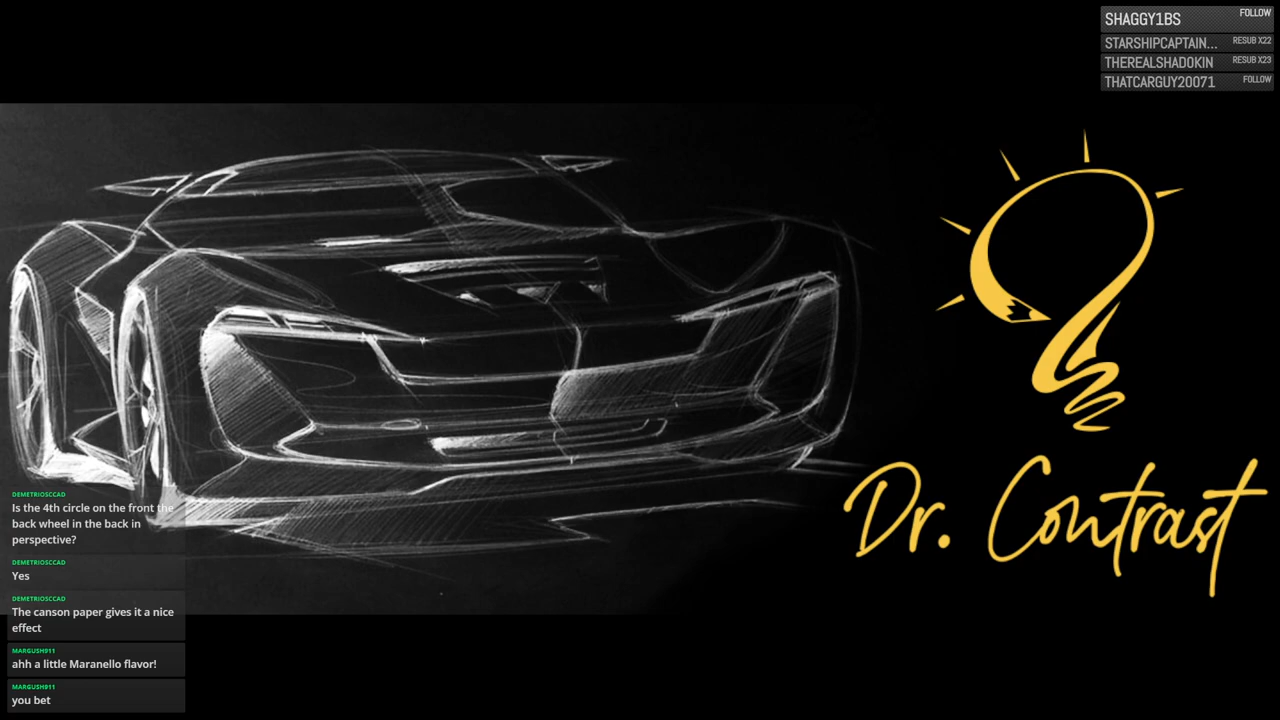 SHAGGY1BS FOLLOW
STARSHIPCAPTAIN... RESUB X22
THEREALSHADOKIN RESUB X23
THATCARGUY20071 FOLLOW
Dr. Contrast
DEMETRIOSCCAD
Is the 4th circle on the front the
back wheel in the back in
perspective?
DEMETRIOSCCAD
Yes
DEMETRIOSCCAD
The canson paper gives it a nice
effect
MARGUSH911
ahh a little Maranello flavor!
MARGUSH911
you bet